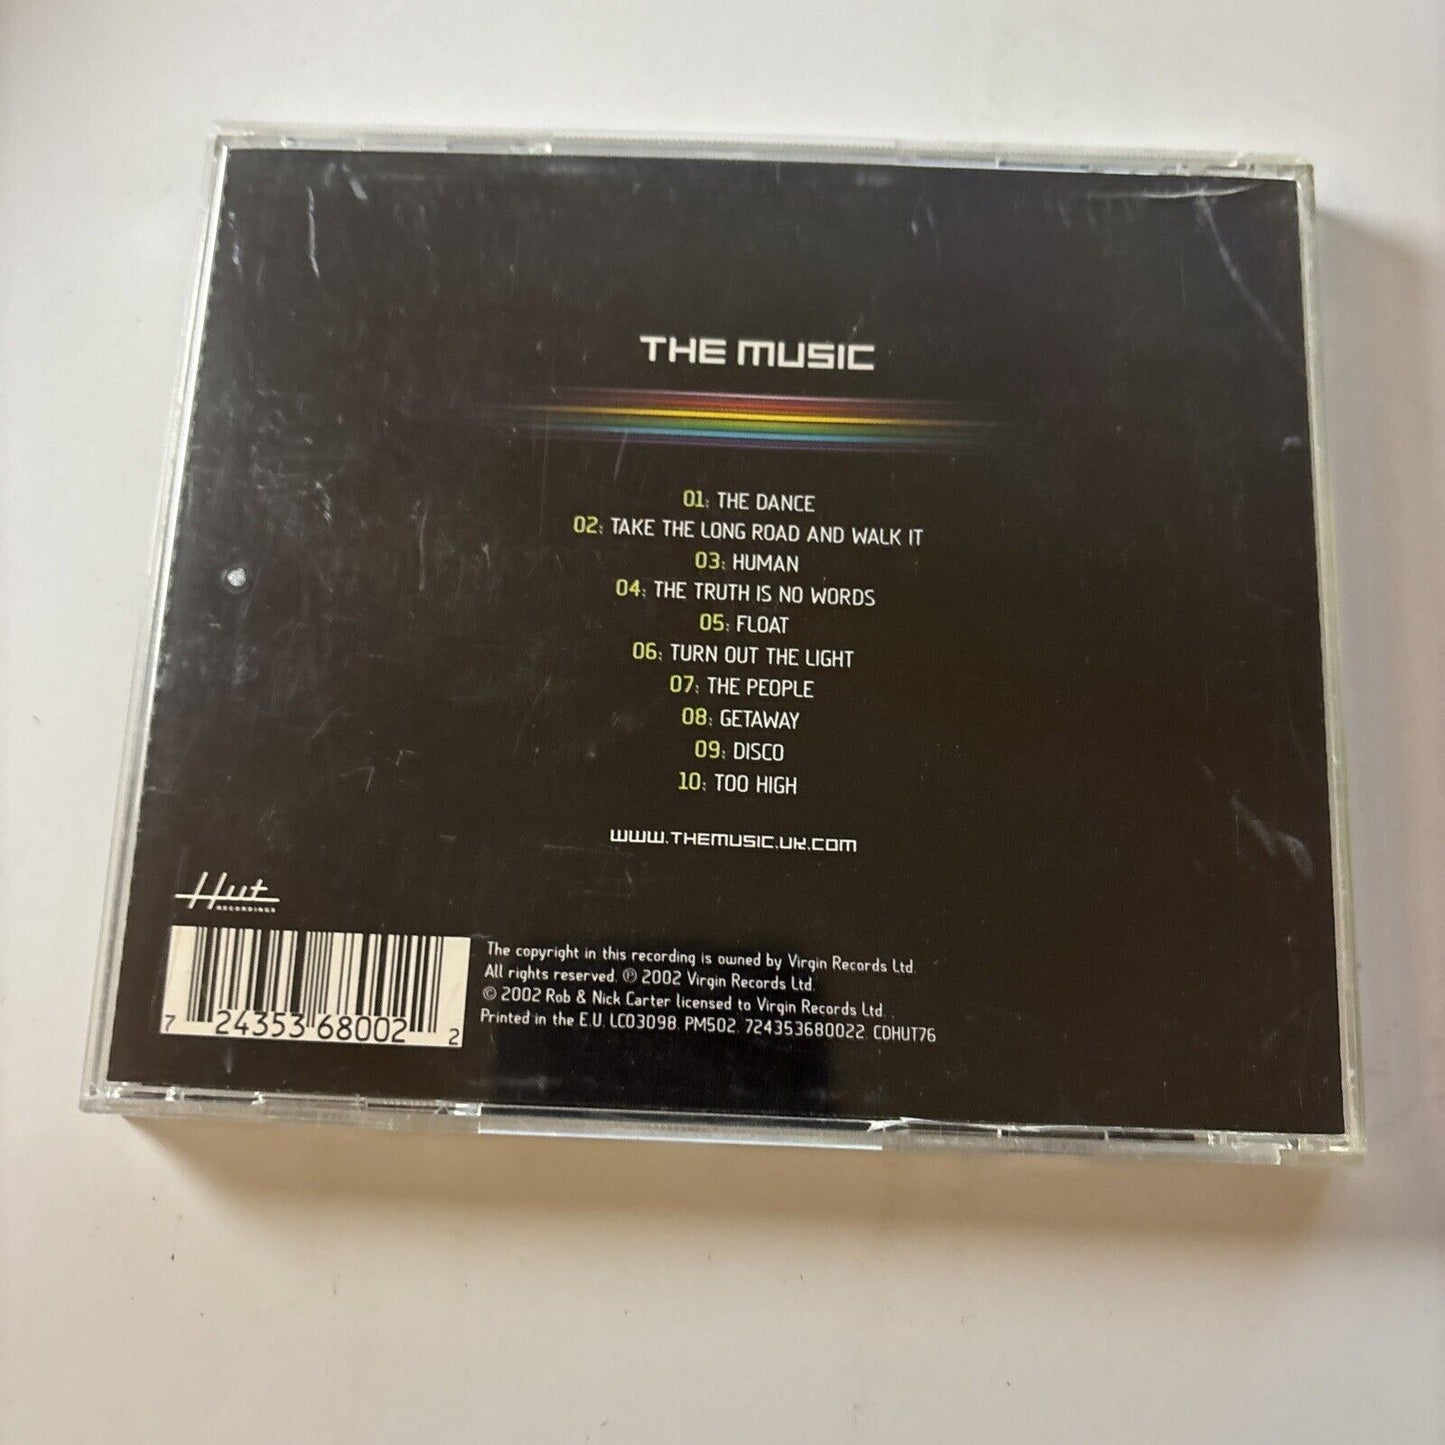 THE MUSIC
01: THE DANCE
02: TAKE THE LONG ROAD AND WALK IT
03: HUMAN
04: THE TRUTH IS NO WORDS
05: FLOAT
06: TURN OUT THE LIGHT
07: THE PEOPLE
08: GETAWAY
09: DISCO
10: TOO HIGH
WWW.THEMUSIC.UK.COM
Hut
RECORDINGS
7 24353 68002 2
The copyright in this recording is owned by Virgin Records Ltd.
All rights reserved. ℗ 2002 Virgin Records Ltd.
© 2002 Rob & Nick Carter licensed to Virgin Records Ltd.
Printed in the E.U. LC03098. PM502. 724353680022. CDHUT76